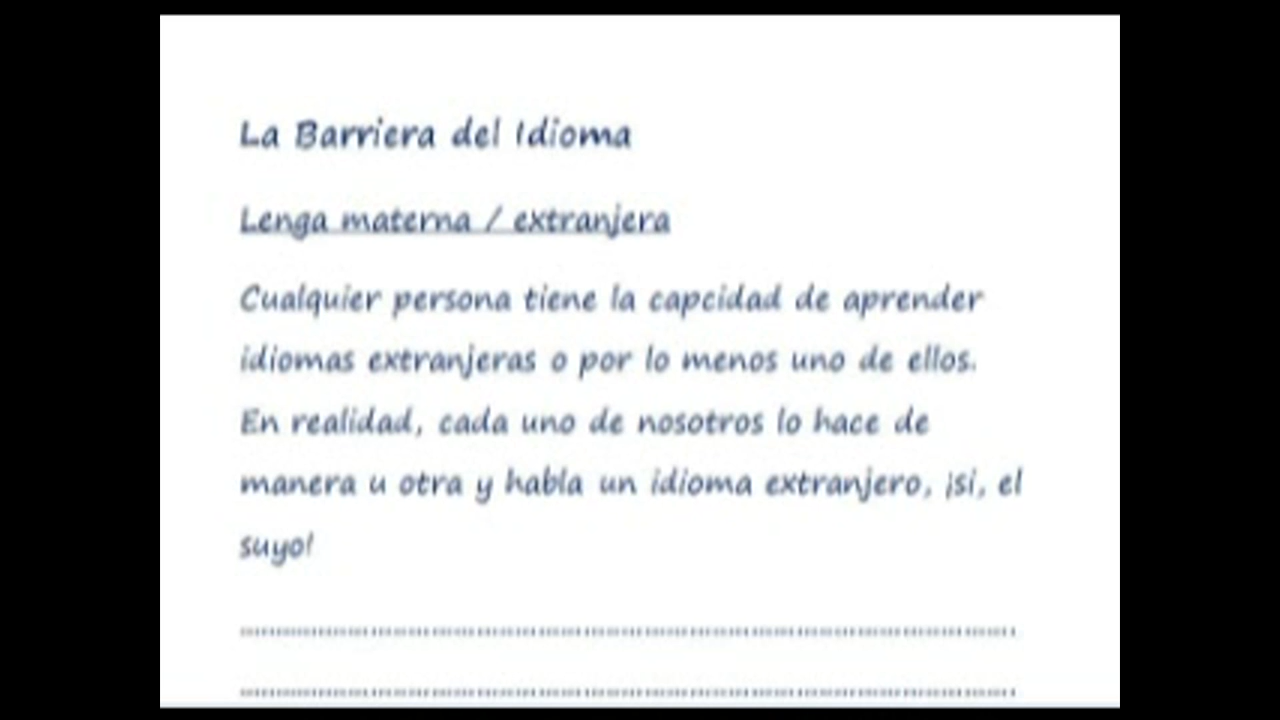 La Barriera del Idioma
Lenga materna / extranjera
Cualquier persona tiene la capcidad de aprender
idiomas extranjeras o por lo menos uno de ellos.
En realidad, cada uno de nosotros lo hace de
manera u otra y habla un idioma extranjero, ¡si, el
suyo!